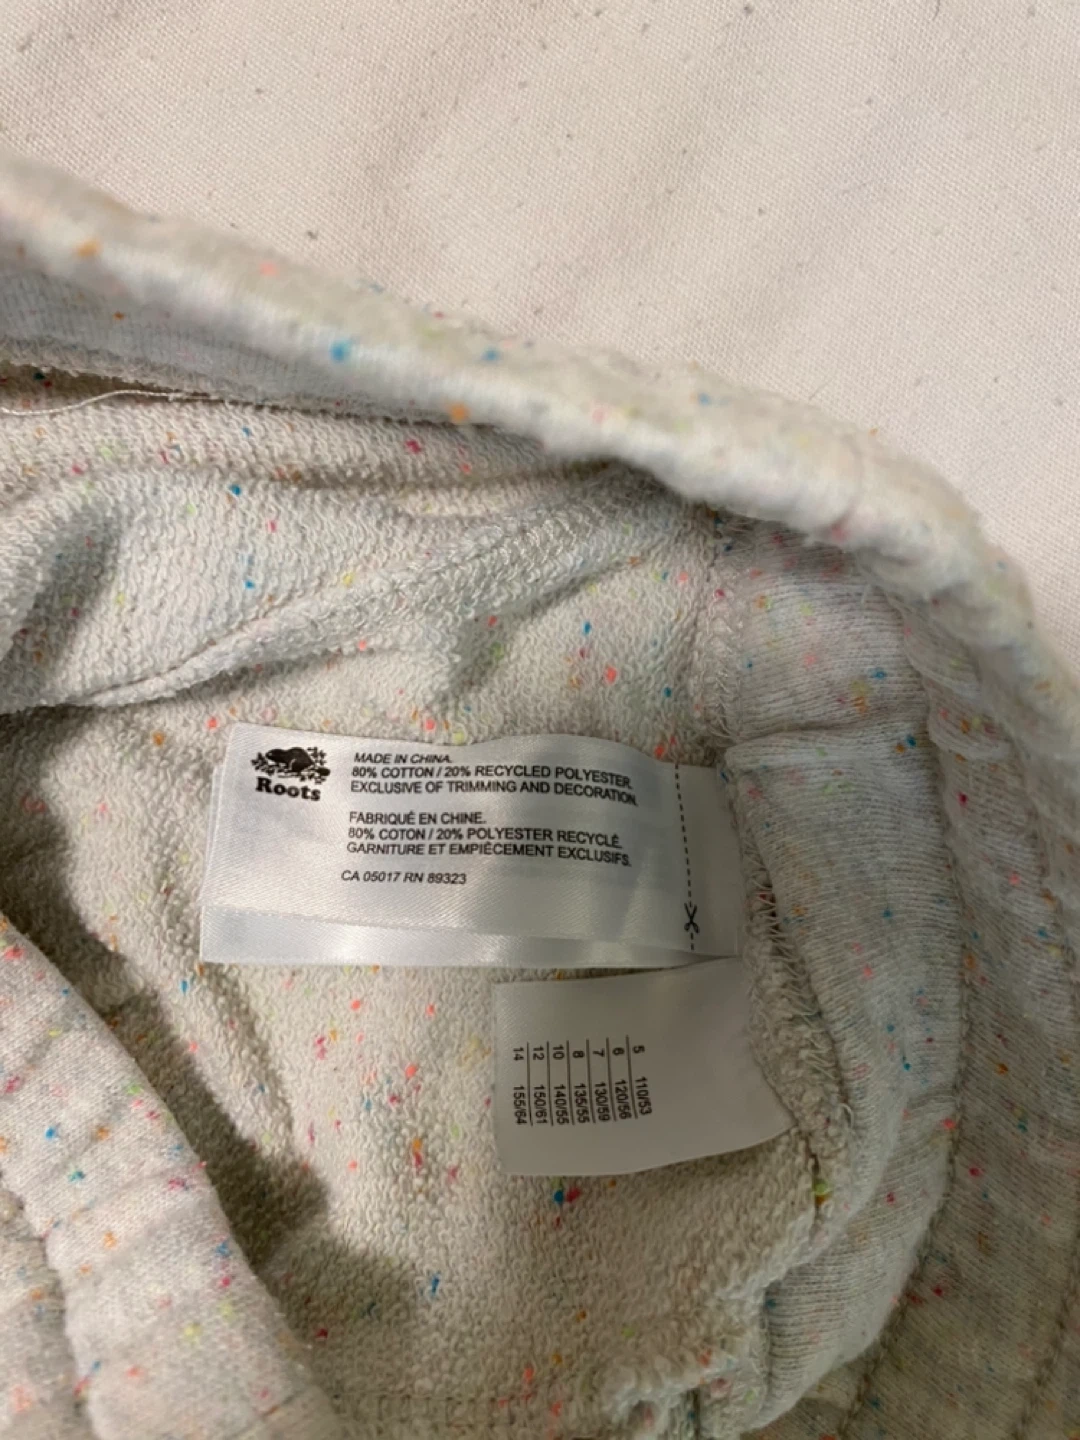 Roots
MADE IN CHINA.
80% COTTON / 20% RECYCLED POLYESTER.
EXCLUSIVE OF TRIMMING AND DECORATION.
FABRIQUÉ EN CHINE.
80% COTON / 20% POLYESTER RECYCLÉ.
GARNITURE ET EMPIÈCEMENT EXCLUSIFS.
CA 05017 RN 89323
5 110/53
6 120/56
7 130/59
8 135/55
10 140/55
12 150/61
14 155/64